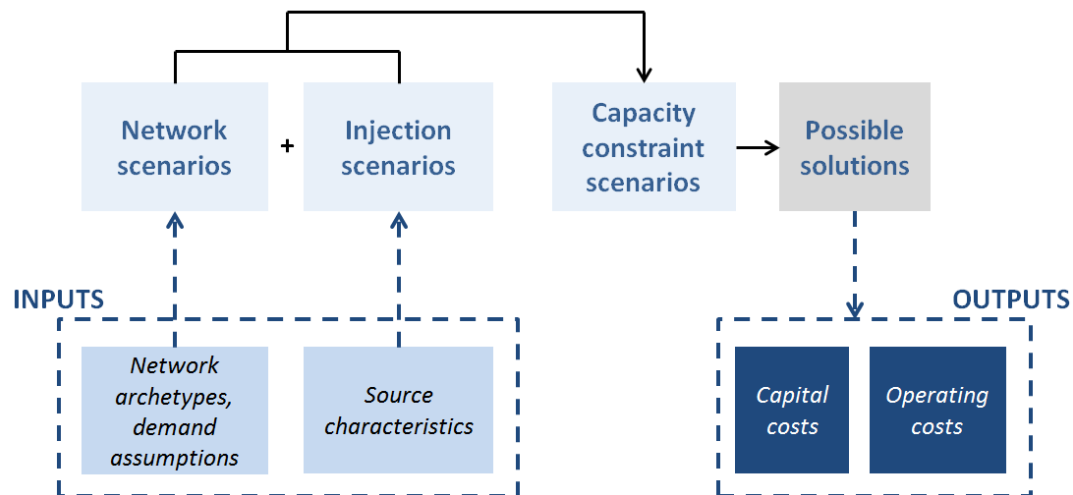 Network
scenarios
+
Injection
scenarios
Capacity
constraint
scenarios
Possible
solutions
INPUTS
Network
archetypes,
demand
assumptions
Source
characteristics
OUTPUTS
Capital
costs
Operating
costs